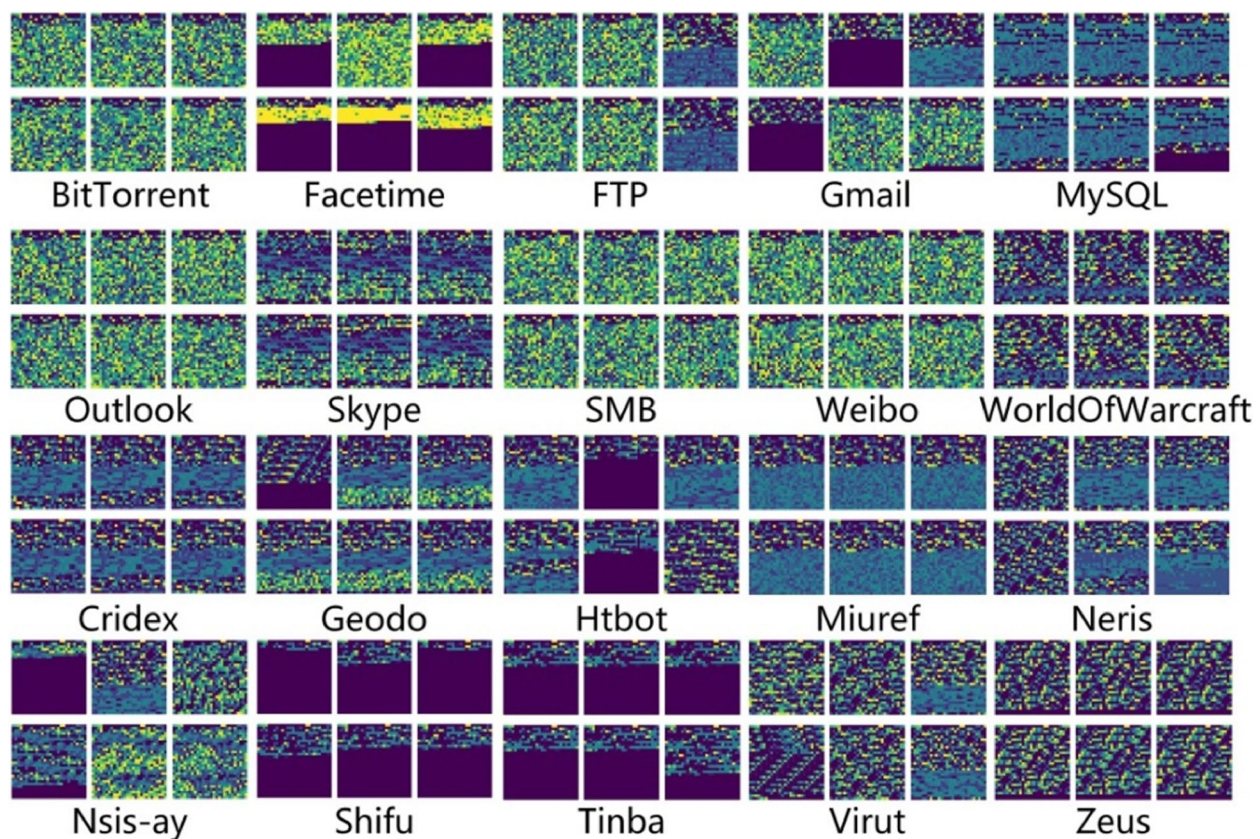 BitTorrent Facetime FTP Gmail MySQL
Outlook Skype SMB Weibo WorldOfWarcraft
Cridex Geodo Htbot Miuref Neris
Nsis-ay Shifu Tinba Virut Zeus